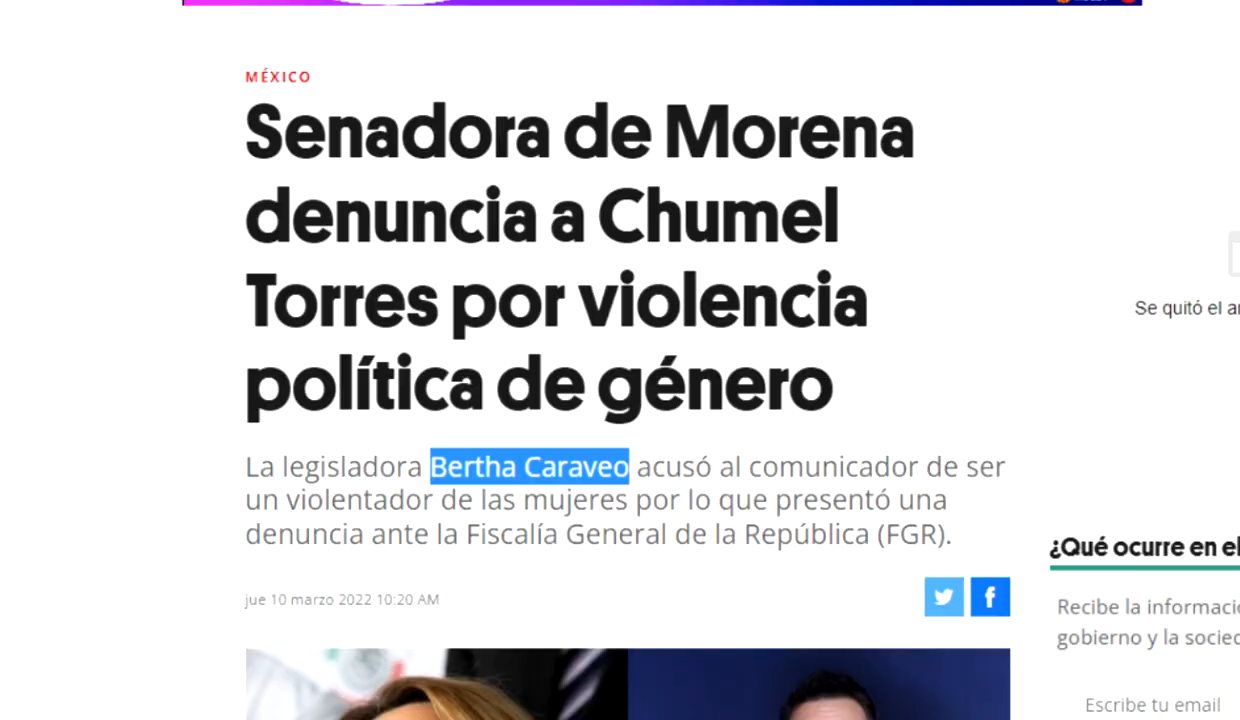 MÉXICO
Senadora de Morena
denuncia a Chumel
Torres por violencia
política de género
La legisladora Bertha Caraveo acusó al comunicador de ser
un violentador de las mujeres por lo que presentó una
denuncia ante la Fiscalía General de la República (FGR).
jue 10 marzo 2022 10:20 AM
Se quitó el
¿Qué ocurre en
Recibe la
gobierno y la
Escribe tu email